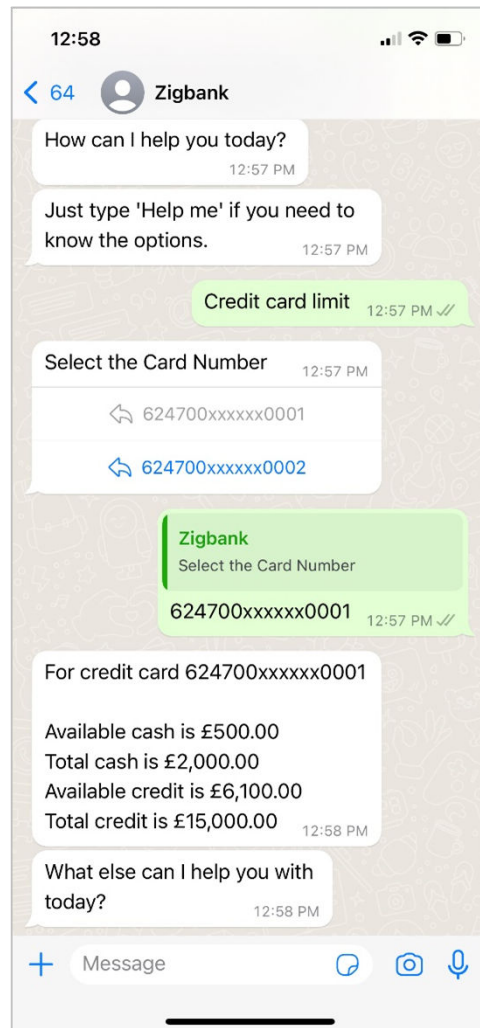 12:58
64
Zigbank
How can I help you today?
12:57 PM
Just type 'Help me' if you need to
know the options.
12:57 PM
Credit card limit
12:57 PM
Select the Card Number
12:57 PM
624700xxxxxx0001
624700xxxxxx0002
Zigbank
Select the Card Number
624700xxxxxx0001
12:57 PM
For credit card 624700xxxxxx0001
Available cash is £500.00
Total cash is £2,000.00
Available credit is £6,100.00
Total credit is £15,000.00
12:58 PM
What else can I help you with
today?
12:58 PM
Message